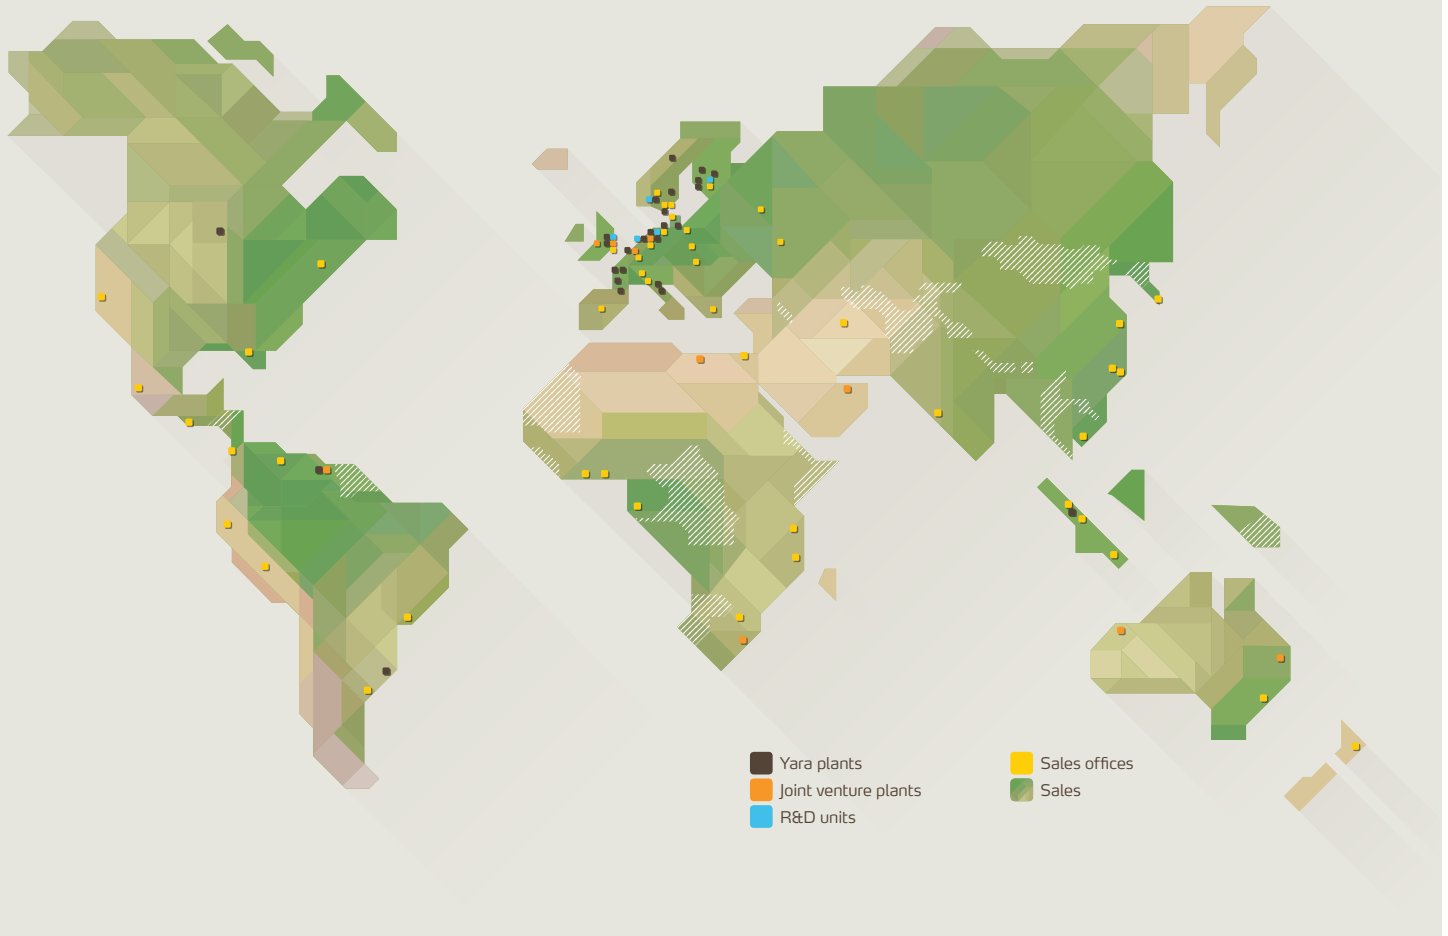 Yara plants
Joint venture plants
R&D units
Sales offices
Sales